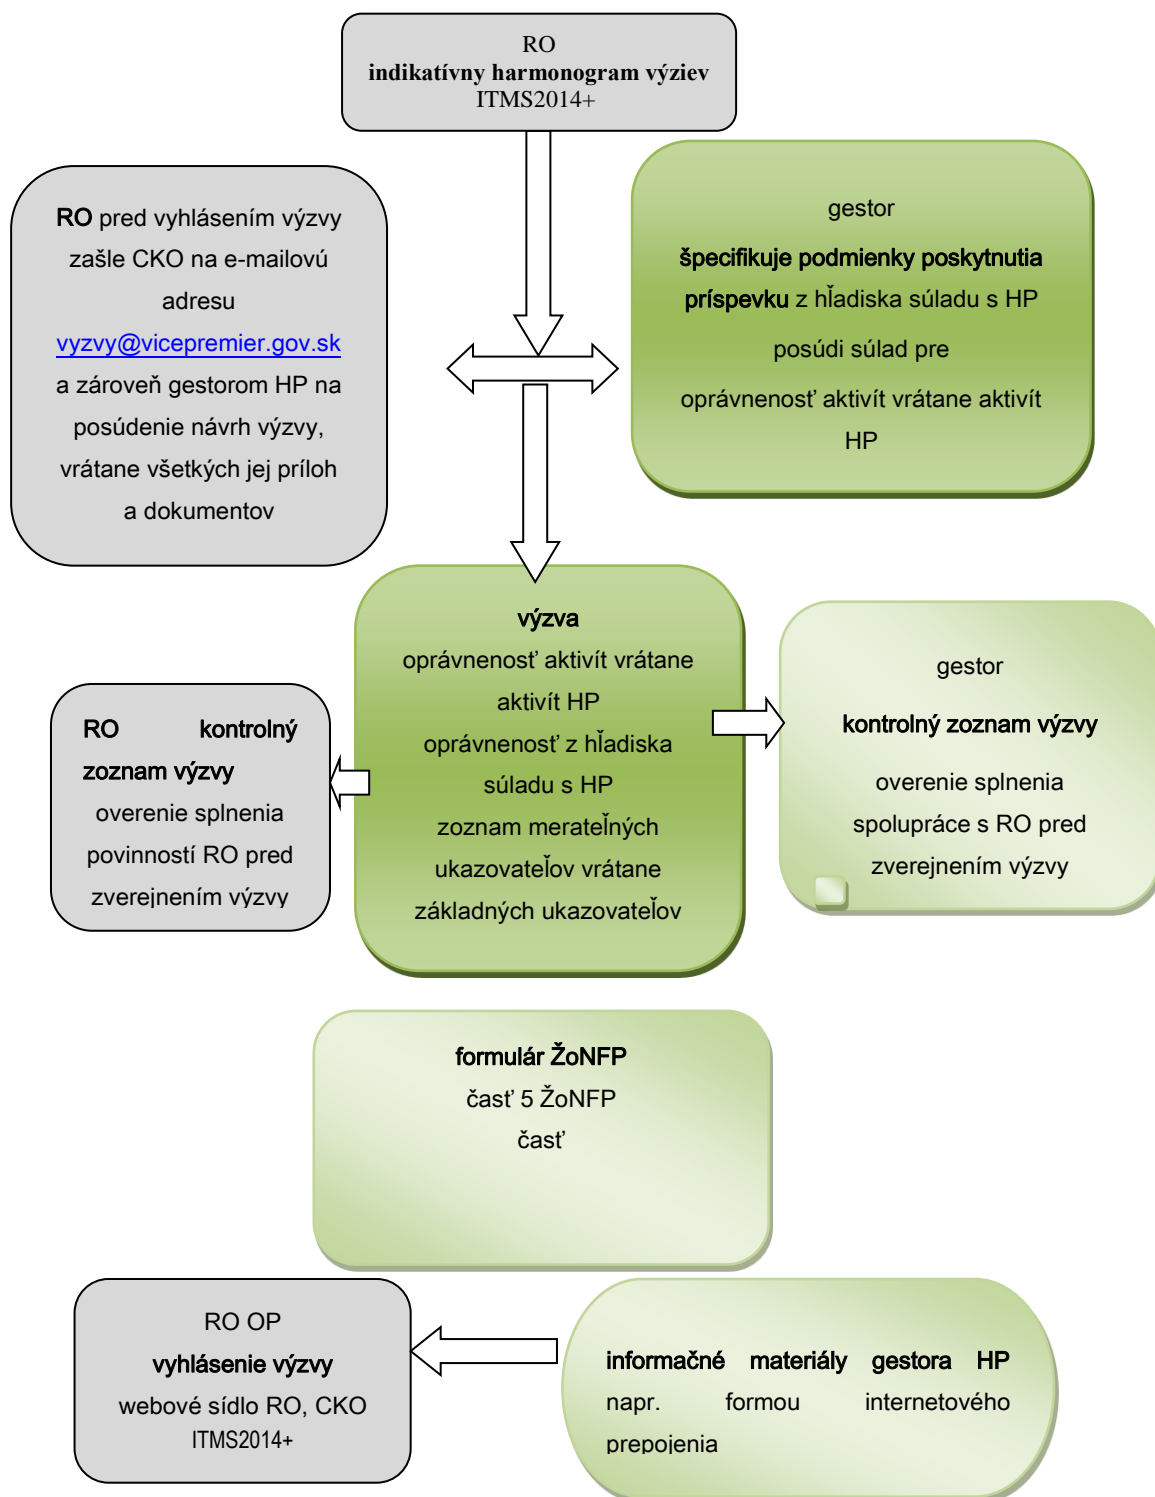 RO
indikatívny harmonogram výziev
ITMS2014+
RO pred vyhlásením výzvy
zašle CKO na e-mailovú
adresu
vyzvy@vicepremier.gov.sk
a zároveň gestorom HP na
posúdenie návrh výzvy,
vrátane všetkých jej príloh
a dokumentov
gestor
špecifikuje podmienky poskytnutia
príspevku z hľadiska súladu s HP
posúdi súlad pre
oprávnenosť aktivít vrátane aktivít
HP
výzva
oprávnenosť aktivít vrátane
aktivít HP
oprávnenosť z hľadiska
súladu s HP
zoznam merateľných
ukazovateľov vrátane
základných ukazovateľov
RO kontrolný
zoznam výzvy
overenie splnenia
povinností RO pred
zverejnením výzvy
gestor
kontrolný zoznam výzvy
overenie splnenia
spolupráce s RO pred
zverejnením výzvy
formulár ŽoNFP
časť 5 ŽoNFP
časť
RO OP
vyhlásenie výzvy
webové sídlo RO, CKO
ITMS2014+
informačné materiály gestora HP
napr. formou internetového
prepojenia